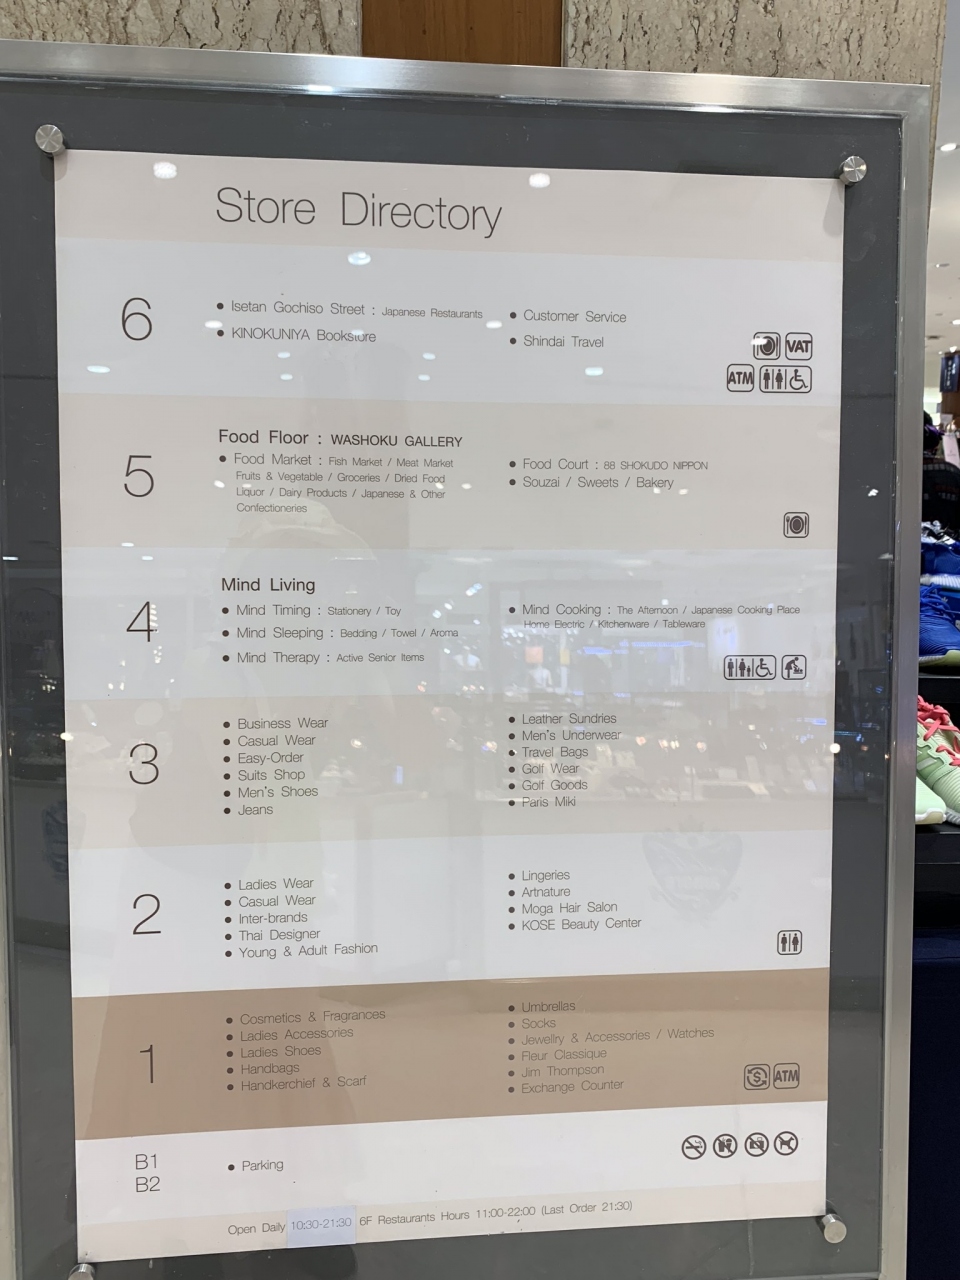 Store Directory
6
• Isetan Gochiso Street : Japanese Restaurants
• KINOKUNIYA Bookstore
• Customer Service
• Shindai Travel
VAT
ATM
5
Food Floor : WASHOKU GALLERY
• Food Market : Fish Market / Meat Market
Fruits & Vegetable / Groceries / Dried Food
Liquor / Dairy Products / Japanese & Other
Confectioneries
• Food Court : 88 SHOKUDO NIPPON
• Souzai / Sweets / Bakery
4
Mind Living
• Mind Timing : Stationery / Toy
• Mind Sleeping : Bedding / Towel / Aroma
• Mind Therapy : Active Senior Items
• Mind Cooking : The Afternoon / Japanese Cooking Place
Home Electric / Kitchenware / Tableware
3
• Business Wear
• Casual Wear
• Easy-Order
• Suits Shop
• Men's Shoes
• Jeans
• Leather Sundries
• Men's Underwear
• Travel Bags
• Golf Wear
• Golf Goods
• Paris Miki
2
• Ladies Wear
• Casual Wear
• Inter-brands
• Thai Designer
• Young & Adult Fashion
• Lingeries
• Artnature
• Moga Hair Salon
• KOSE Beauty Center
1
• Cosmetics & Fragrances
• Ladies Accessories
• Ladies Shoes
• Handbags
• Handkerchief & Scarf
• Umbrellas
• Socks
• Jewellry & Accessories / Watches
• Fleur Classique
• Jim Thompson
• Exchange Counter
$ ATM
B1
B2
• Parking
Open Daily 10:30-21:30 6F Restaurants Hours 11:00-22:00 (Last Order 21:30)